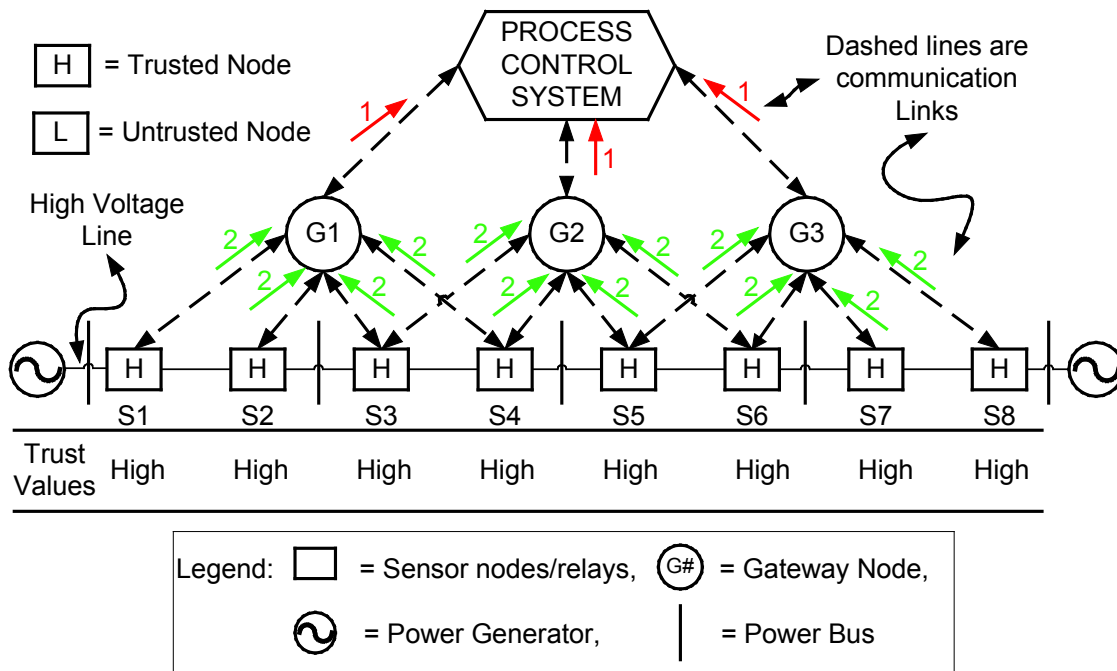 PROCESS
CONTROL
SYSTEM
H = Trusted Node
L = Untrusted Node
Dashed lines are
communication
Links
1
1
1
High Voltage
Line
G1
G2
G3
2
2
2
2
2
2
2
2
2
2
2
2
H
H
H
H
H
H
H
H
S1
S2
S3
S4
S5
S6
S7
S8
Trust
Values
High
High
High
High
High
High
High
High
Legend:
= Sensor nodes/relays,
G#
= Gateway Node,
= Power Generator,
= Power Bus